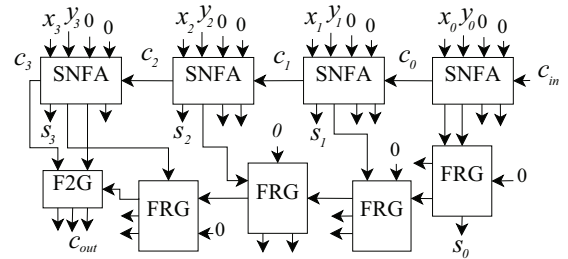 x3 y3 0 0 x2 y2 0 0 x1 y1 0 0 x0 y0 0 0
c3 SNFA c2 SNFA c1 SNFA c0 SNFA cin
s3 s2 s1
0 0
F2G FRG FRG FRG FRG 0
0
cout s0